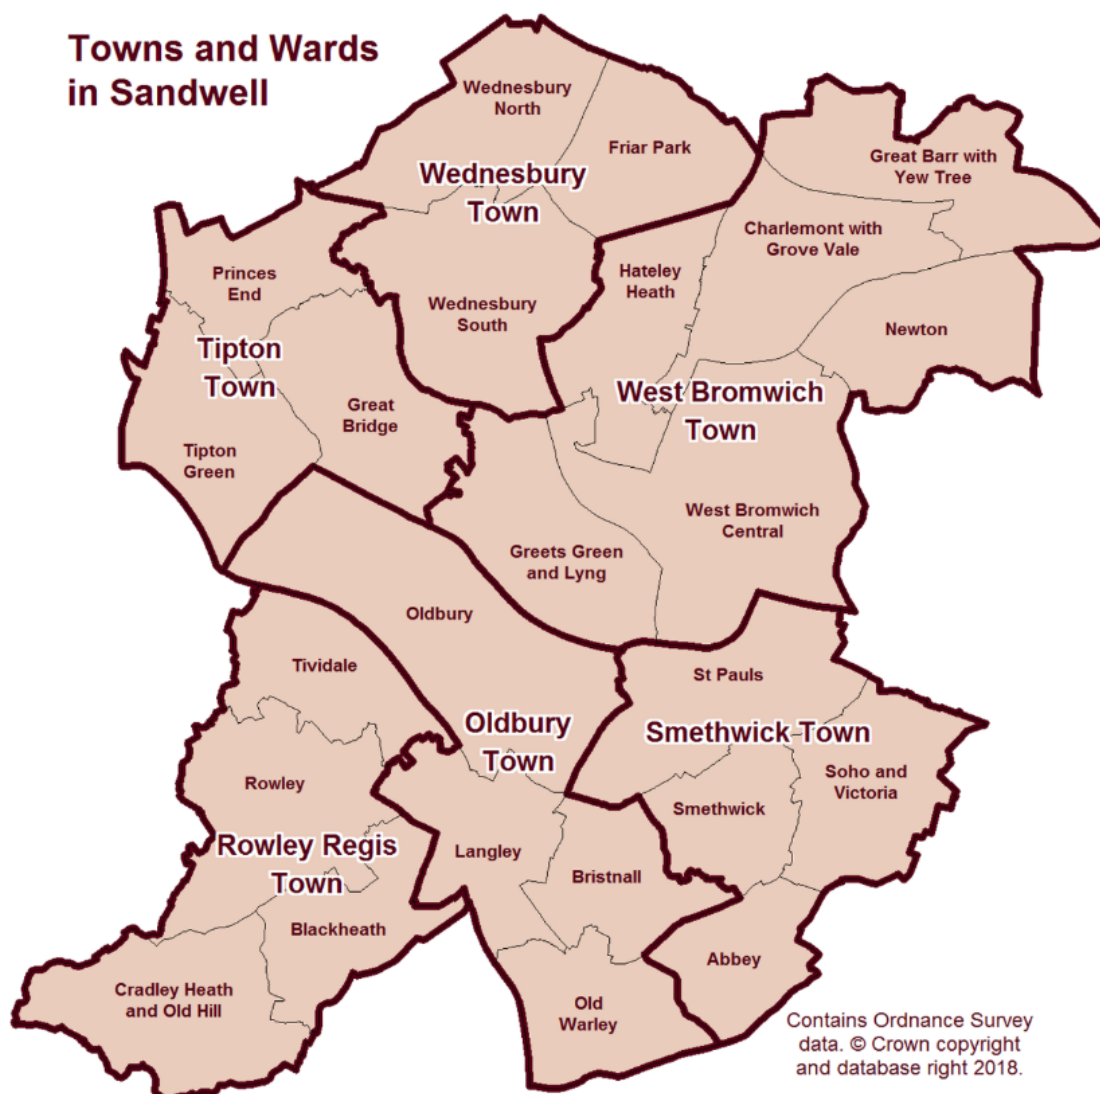 Towns and Wards
in Sandwell
Wednesbury
North
Friar Park
Great Barr with
Yew Tree
Wednesbury
Town
Charlemont with
Grove Vale
Princes
End
Hateley
Heath
Wednesbury
South
Newton
Tipton
Town
Great
Bridge
West Bromwich
Town
Tipton
Green
West Bromwich
Central
Greets Green
and Lyng
Oldbury
Tividale
St Pauls
Oldbury
Town
Smethwick Town
Rowley
Soho and
Victoria
Smethwick
Rowley Regis
Town
Langley
Bristnall
Blackheath
Abbey
Cradley Heath
and Old Hill
Old
Warley
Contains Ordnance Survey
data. © Crown copyright
and database right 2018.